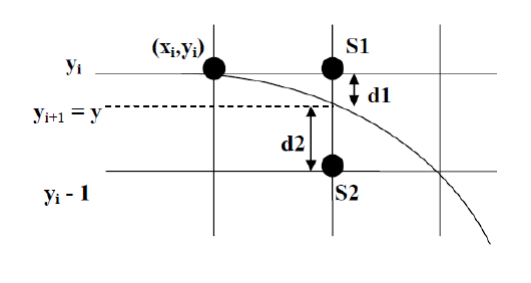 (xᵢ,yᵢ) S1
yᵢ
d1
yᵢ₊₁ = y
d2
yᵢ - 1
S2